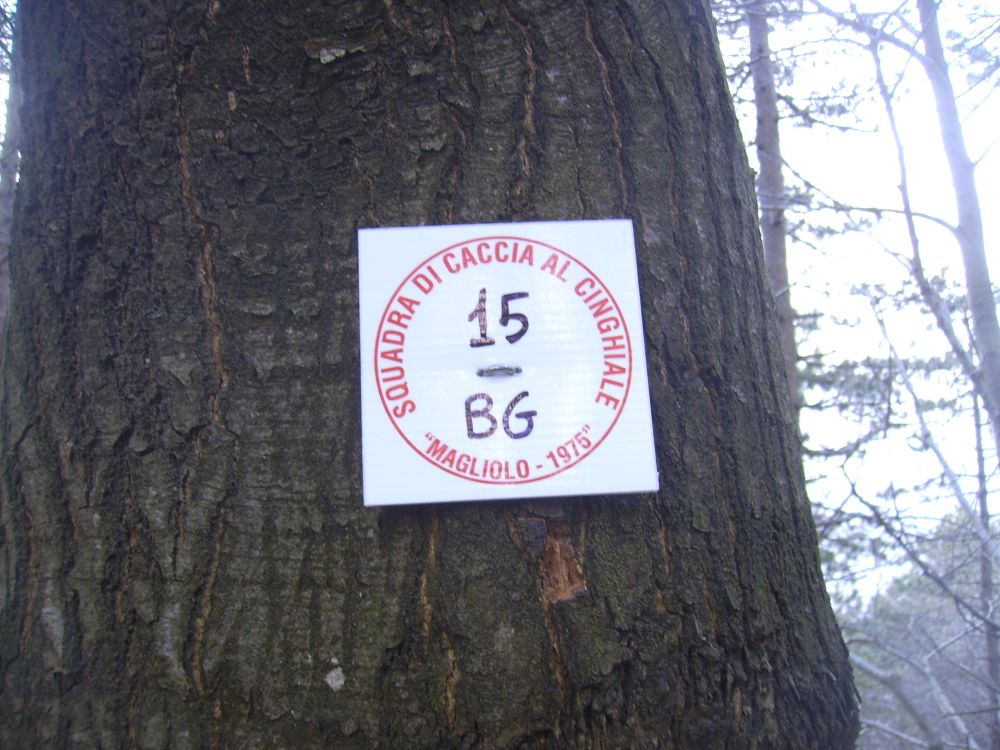 SQUADRA DI CACCIA AL CINGHIALE
15
BG
"MAGLIOLO - 1975"